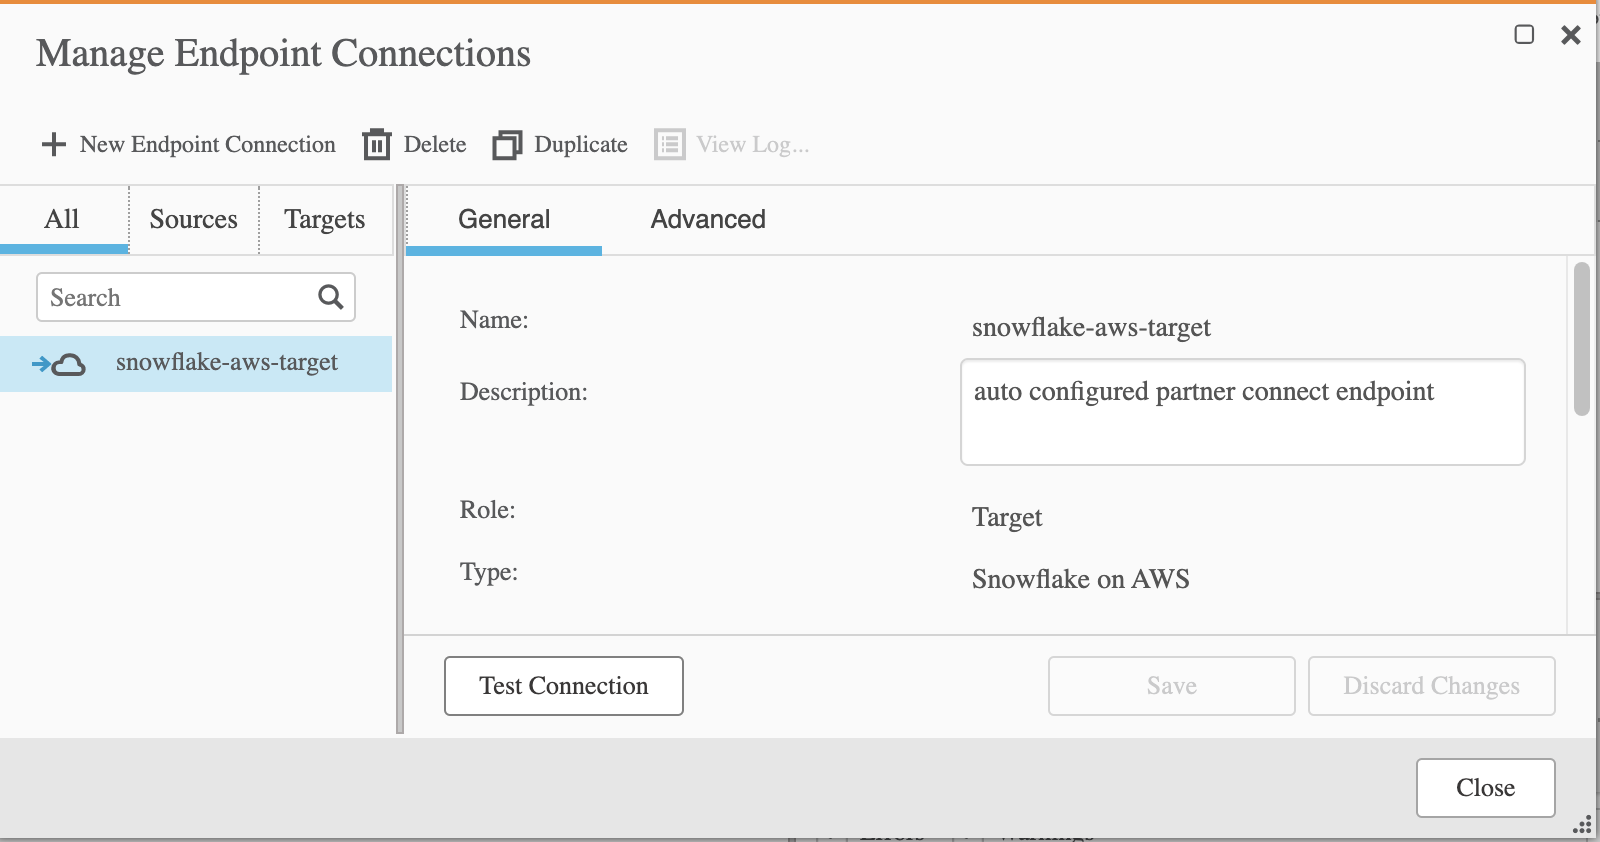 Manage Endpoint Connections
New Endpoint Connection Delete Duplicate View Log...
All Sources Targets General Advanced
Search
snowflake-aws-target
Name: snowflake-aws-target
Description: auto configured partner connect endpoint
Role: Target
Type: Snowflake on AWS
Test Connection Save Discard Changes
Close